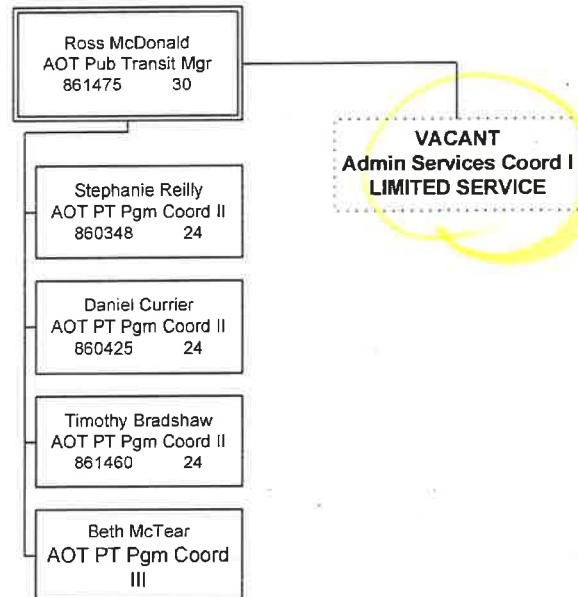 Ross McDonald
AOT Pub Transit Mgr
861475 30
VACANT
Admin Services Coord I
LIMITED SERVICE
Stephanie Reilly
AOT PT Pgm Coord II
860348 24
Daniel Currier
AOT PT Pgm Coord II
860425 24
Timothy Bradshaw
AOT PT Pgm Coord II
861460 24
Beth McTear
AOT PT Pgm Coord
III